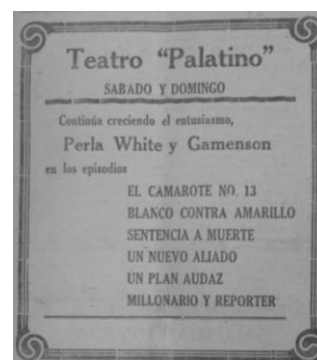 Teatro "Palatino"
SABADO Y DOMINGO
Continúa creciendo el entusiasmo,
Perla White y Gamenson
en los episodios
EL CAMAROTE NO. 13
BLANCO CONTRA AMARILLO
SENTENCIA A MUERTE
UN NUEVO ALIADO
UN PLAN AUDAZ
MILLONARIO Y REPORTER